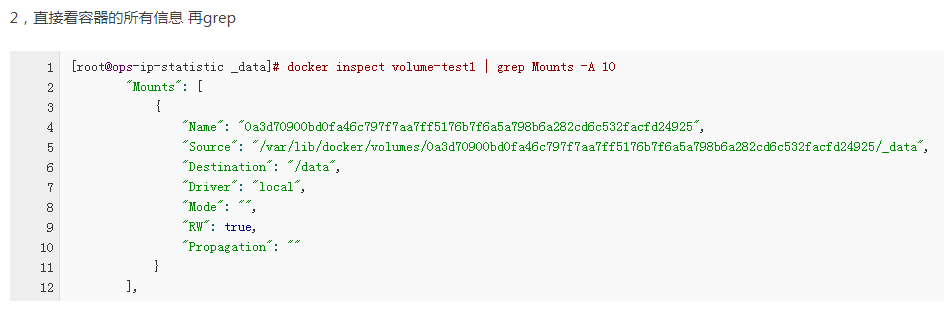 2，直接看容器的所有信息 再grep
1 [root@ops-ip-statistic _data]# docker inspect volume-test1 | grep Mounts -A 10
2 "Mounts": [
3 {
4 "Name": "0a3d70900bd0fa46c797f7aa7ff5176b7f6a5a798b6a282cd6c532facfd24925",
5 "Source": "/var/lib/docker/volumes/0a3d70900bd0fa46c797f7aa7ff5176b7f6a5a798b6a282cd6c532facfd24925/_data",
6 "Destination": "/data",
7 "Driver": "local",
8 "Mode": "",
9 "RW": true,
10 "Propagation": ""
11 }
12 ],